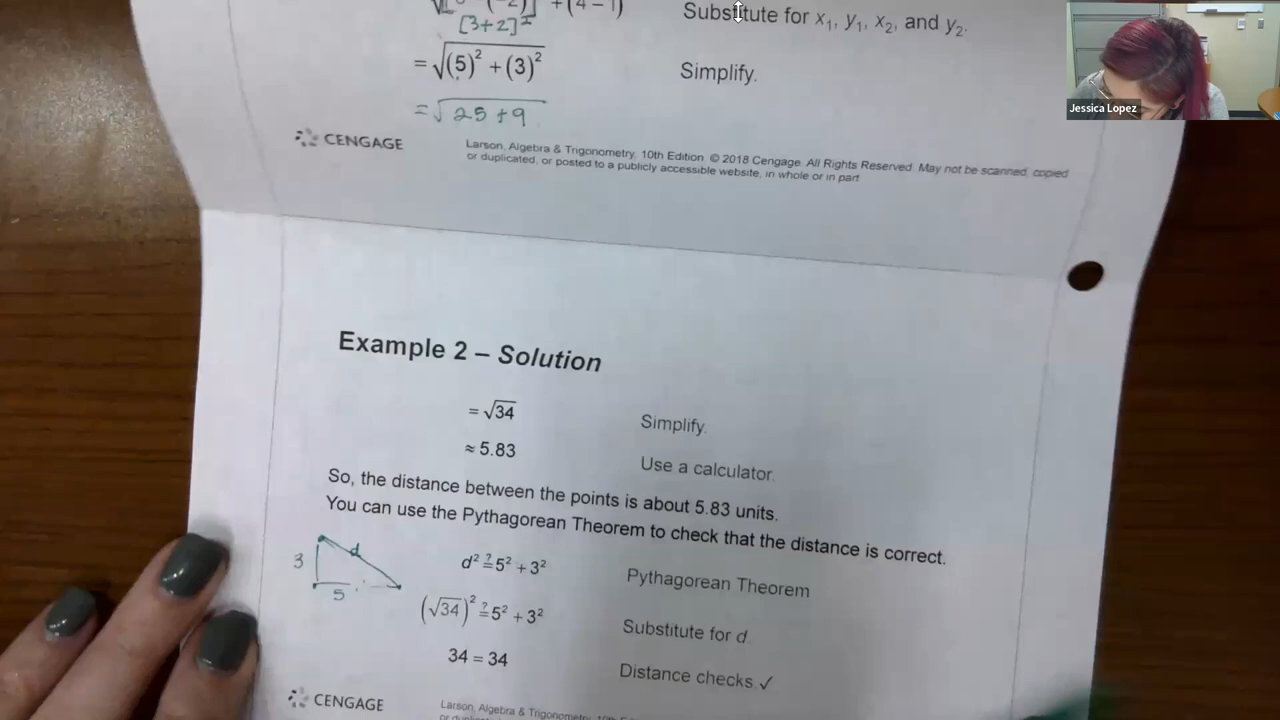 +(4 – 1)
Substitute for x₁, y₁, x₂, and y₂.
[3+2]²
= √(5)² + (3)²
Simplify.
= √25 + 9
CENGAGE
Larson, Algebra & Trigonometry, 10th Edition. © 2018 Cengage. All Rights Reserved. May not be scanned, copied
or duplicated, or posted to a publicly accessible website, in whole or in part.
Jessica Lopez
Example 2 – Solution
= √34
Simplify.
≈ 5.83
Use a calculator.
So, the distance between the points is about 5.83 units.
You can use the Pythagorean Theorem to check that the distance is correct.
3
d
5
d² ≟ 5² + 3²
Pythagorean Theorem
(√34)² ≟ 5² + 3²
Substitute for d.
34 = 34
Distance checks. ✓
CENGAGE
Larson, Algebra & Trigonometry, 10th